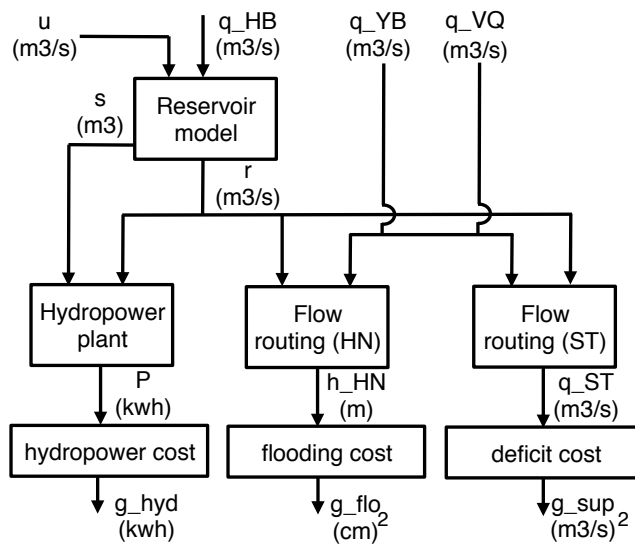 u
(m3/s)
q_HB
(m3/s)
q_YB
(m3/s)
q_VQ
(m3/s)
s
(m3)
Reservoir
model
r
(m3/s)
Hydropower
plant
Flow
routing (HN)
Flow
routing (ST)
P
(kwh)
h_HN
(m)
q_ST
(m3/s)
hydropower cost
flooding cost
deficit cost
g_hyd
(kwh)
g_flo
(cm)²
g_sup
(m3/s)²